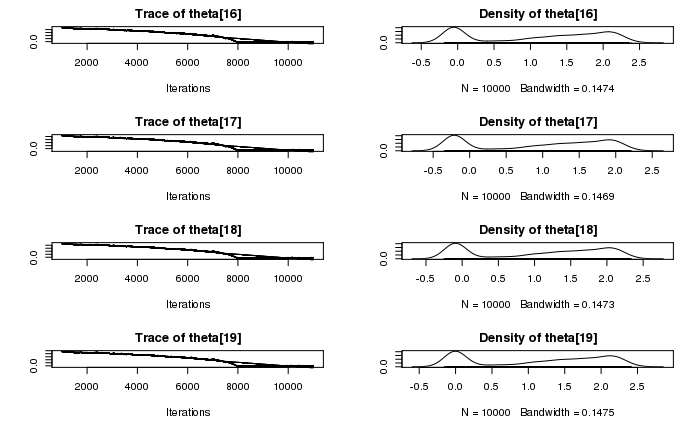 Trace of theta[16]
Density of theta[16]
0.0
2000 4000 6000 8000 10000
-0.5 0.0 0.5 1.0 1.5 2.0 2.5
Iterations
N = 10000 Bandwidth = 0.1474
Trace of theta[17]
Density of theta[17]
0.0
0.0
2000 4000 6000 8000 10000
-0.5 0.0 0.5 1.0 1.5 2.0 2.5
Iterations
N = 10000 Bandwidth = 0.1469
Trace of theta[18]
Density of theta[18]
0.0
0.0
2000 4000 6000 8000 10000
-0.5 0.0 0.5 1.0 1.5 2.0 2.5
Iterations
N = 10000 Bandwidth = 0.1473
Trace of theta[19]
Density of theta[19]
0.0
0.0
2000 4000 6000 8000 10000
-0.5 0.0 0.5 1.0 1.5 2.0 2.5
Iterations
N = 10000 Bandwidth = 0.1475